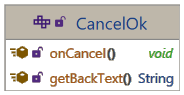 CancelOk
onCancel() void
getBackText() String